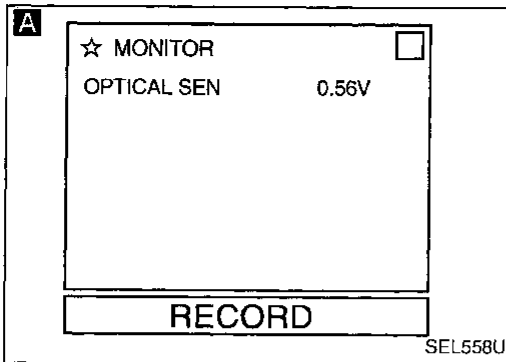 A
☆ MONITOR
OPTICAL SEN 0.56V
RECORD
SEL558U